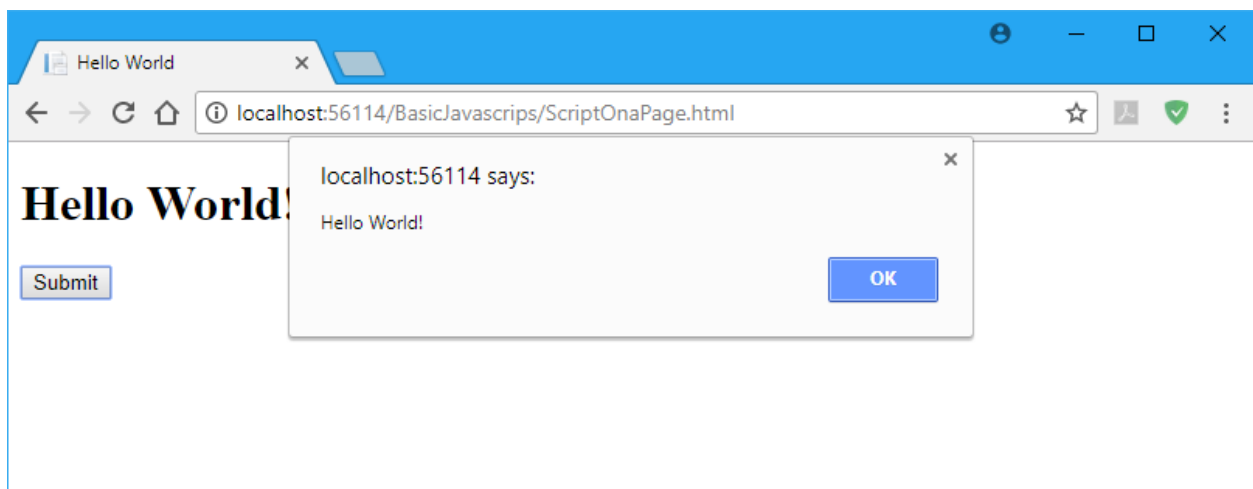 Hello World
localhost:56114/BasicJavascrips/ScriptOnaPage.html
localhost:56114 says:
Hello World!
Hello World!
Submit
OK